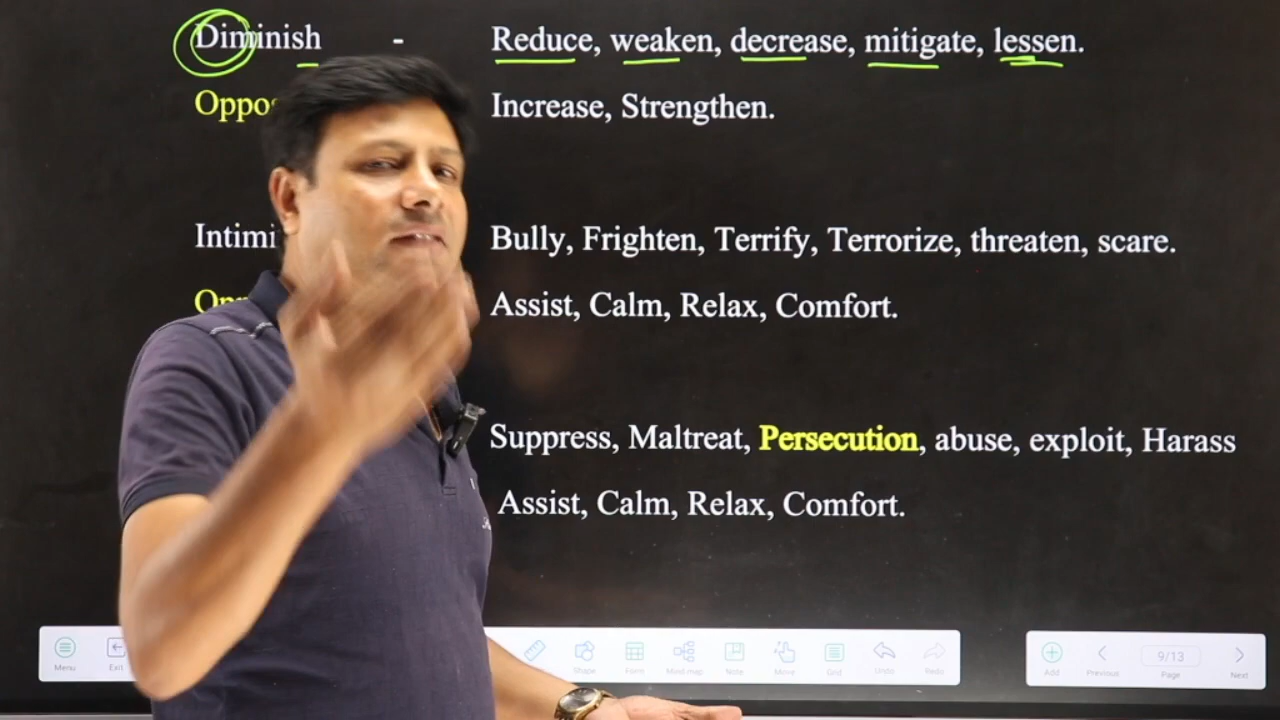 Diminish - Reduce, weaken, decrease, mitigate, lessen.
Oppo Increase, Strengthen.
Intimi Bully, Frighten, Terrify, Terrorize, threaten, scare.
Assist, Calm, Relax, Comfort.
Suppress, Maltreat, Persecution, abuse, exploit, Harass
Assist, Calm, Relax, Comfort.
Menu Exit Shape Form Mind map Note Move Grid Undo Redo Add Previous 9/13 Page Next